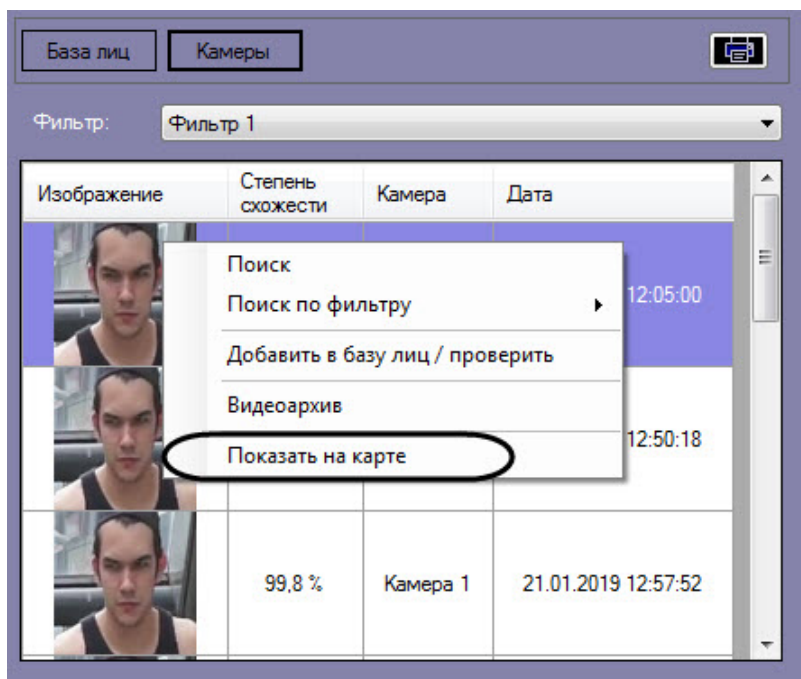 База лиц Камеры
Фильтр: Фильтр 1
Изображение Степень схожести Камера Дата
Поиск
Поиск по фильтру
12:05:00
Добавить в базу лиц / проверить
Видеоархив
12:50:18
Показать на карте
99,8 % Камера 1 21.01.2019 12:57:52